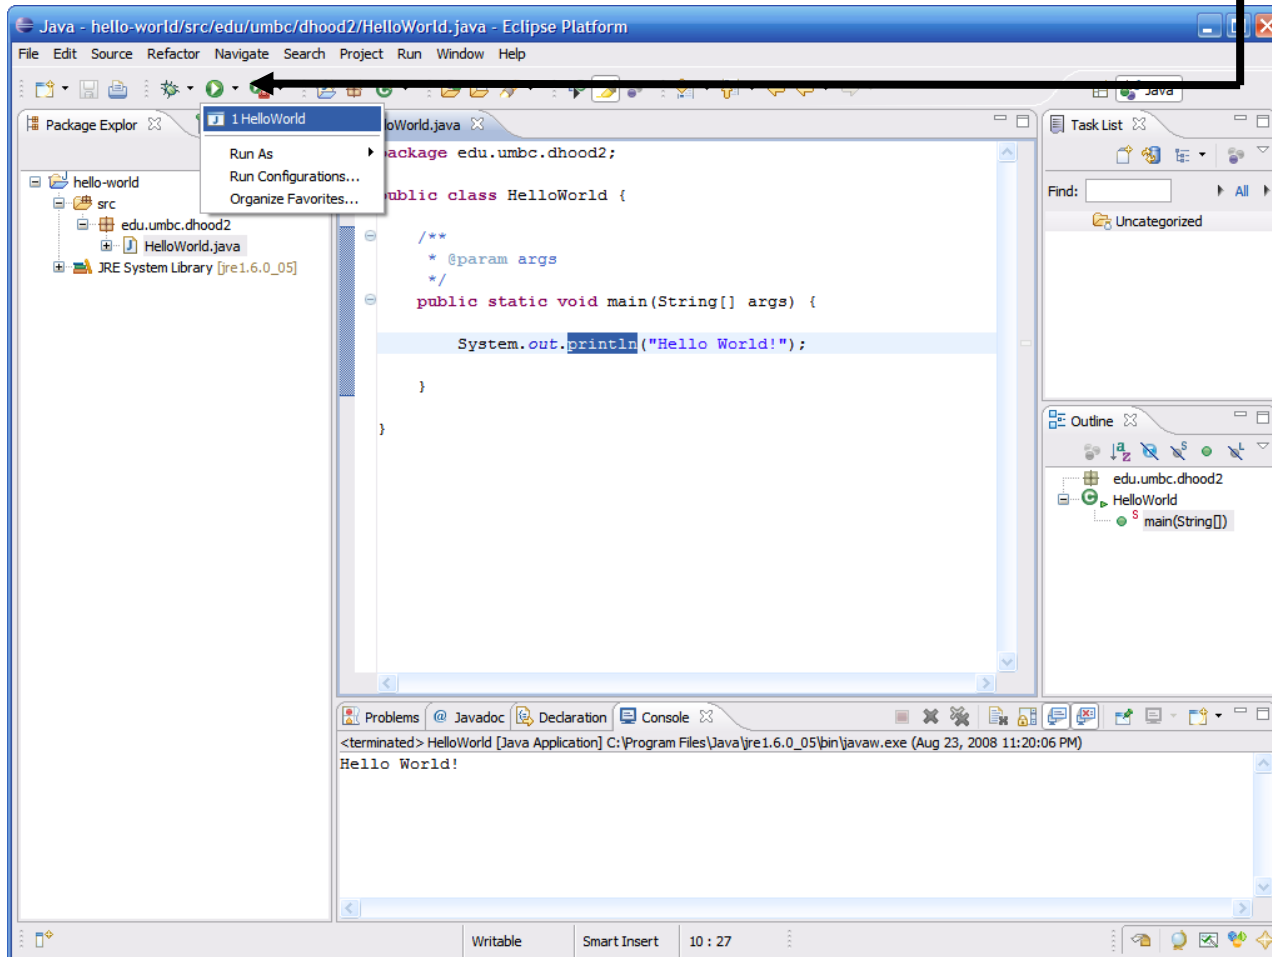 Java - hello-world/src/edu/umbc/dhood2/HelloWorld.java - Eclipse Platform
File Edit Source Refactor Navigate Search Project Run Window Help
Java
1 HelloWorld
Run As
Run Configurations...
Organize Favorites...
Package Explor
hello-world
src
edu.umbc.dhood2
HelloWorld.java
JRE System Library [jre1.6.0_05]
loWorld.java
package edu.umbc.dhood2;
public class HelloWorld {
/**
* @param args
*/
public static void main(String[] args) {
System.out.println("Hello World!");
}
}
Task List
Find:
All
Uncategorized
Outline
edu.umbc.dhood2
HelloWorld
main(String[])
Problems @ Javadoc Declaration Console
<terminated> HelloWorld [Java Application] C:\Program Files\Java\jre1.6.0_05\bin\javaw.exe (Aug 23, 2008 11:20:06 PM)
Hello World!
Writable Smart Insert 10 : 27